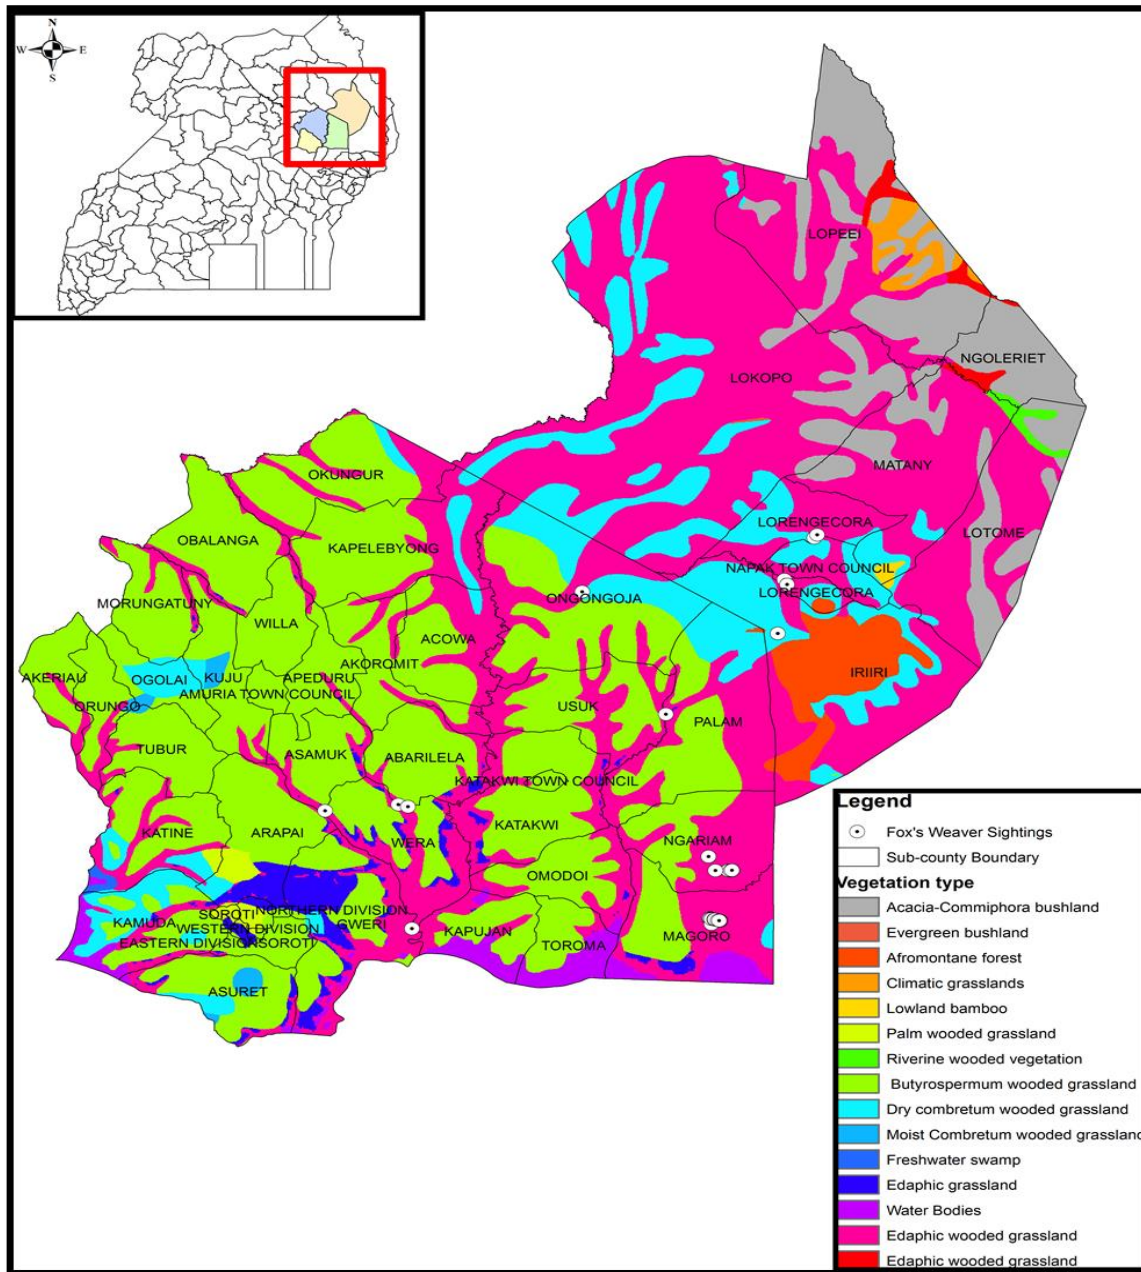 N
W E
S
LOPEEI
NGOLERIET
LOKOPO
MATANY
OKUNGUR
LORENGECORA
LOTOME
OBALANGA
KAPELEBYONG
NAPAK TOWN COUNCIL
ONGONGOJA
LORENGECORA
MORUNGATUNY
WILLA
ACOWA
AKOROMIT
IRIIRI
AKERIAU
OGOLAI
KUJU
APEDURU
ORUNGO
AMURIA TOWN COUNCIL
USUK
PALAM
TUBUR
ASAMUK
ABARILELA
KATAKWI TOWN COUNCIL
KATINE
ARAPAI
WERA
KATAKWI
NGARIAM
OMODOI
SOROTI
NORTHERN DIVISION
KAMUDA
WESTERN DIVISION
GWERI
KAPUJAN
MAGORO
EASTERN DIVISION
SOROTI
TOROMA
ASURET
Legend
Fox's Weaver Sightings
Sub-county Boundary
Vegetation type
Acacia-Commiphora bushland
Evergreen bushland
Afromontane forest
Climatic grasslands
Lowland bamboo
Palm wooded grassland
Riverine wooded vegetation
Butyrospermum wooded grassland
Dry combretum wooded grassland
Moist Combretum wooded grassland
Freshwater swamp
Edaphic grassland
Water Bodies
Edaphic wooded grassland
Edaphic wooded grassland